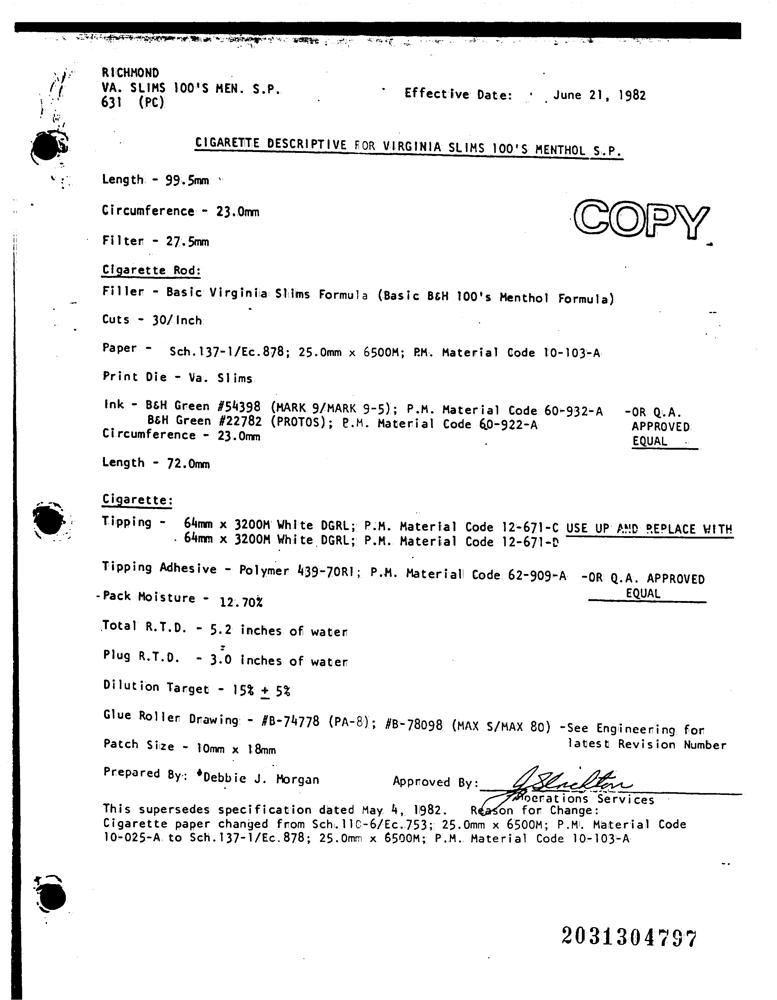 RICHMOND
VA. SLIMS 100'S MEN. S.P.
631 (PC)
Effective Date: June 21, 1982
CIGARETTE DESCRIPTIVE FOR VIRGINIA SLIMS 100'S MENTHOL S.P.
Length - 99.5mm
Circumference - 23.0mm
COPY
Filter - 27.5mm
Cigarette Rod:
Filler - Basic Virginia Slims Formula (Basic B&H 100's Menthol Formula)
Cuts - 30/Inch
Paper - Sch.137-1/Ec.878; 25.0mm x 6500M; P.M. Material Code 10-103-A
Print Die - Va. Slims
Ink - B&H Green #54398 (MARK 9/MARK 9-5); P.M. Material Code 60-932-A -OR Q.A.
B&H Green #22782 (PROTOS); P.M. Material Code 60-922-A APPROVED
Circumference - 23.0mm EQUAL
Length - 72.0mm
Cigarette:
Tipping - 64mm x 3200M White DGRL; P.M. Material Code 12-671-C USE UP AND REPLACE WITH
64mm x 3200M White DGRL; P.M. Material Code 12-671-D
Tipping Adhesive - Polymer 439-70R1; P.M. Material Code 62-909-A -OR Q.A. APPROVED
EQUAL
-Pack Moisture - 12.70%
Total R.T.D. - 5.2 inches of water
Plug R.T.D. - 3.0 inches of water
Dilution Target - 15% ± 5%
Glue Roller Drawing - #B-74778 (PA-8); #B-78098 (MAX S/MAX 80) -See Engineering for
latest Revision Number
Patch Size - 10mm x 18mm
Prepared By: *Debbie J. Morgan
Approved By:
Operations Services
This supersedes specification dated May 4, 1982. Reason for Change:
Cigarette paper changed from Sch.110-6/Ec.753; 25.0mm x 6500M; P.M. Material Code
10-025-A to Sch.137-1/Ec.878; 25.0mm x 6500M; P.M. Material Code 10-103-A
2031304797